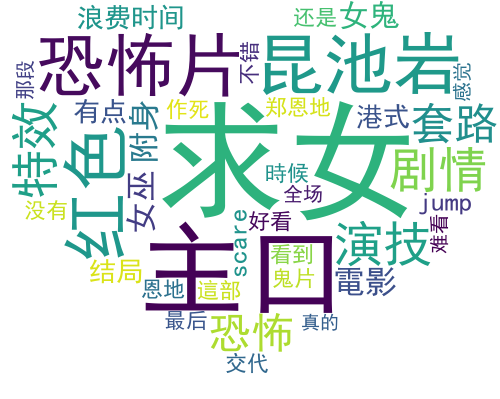 浪费时间
还是
女鬼
恐怖片
不错
昆池岩
感觉
那段
特效
有点
附身
作死
郑恩地
港式
套路
红色
求女
剧情
没有
女巫
時候
全场
jump
主口
scare
好看
演技
难看
结局
恩地
這部
看到
鬼片
電影
最后
恐怖
真的
交代